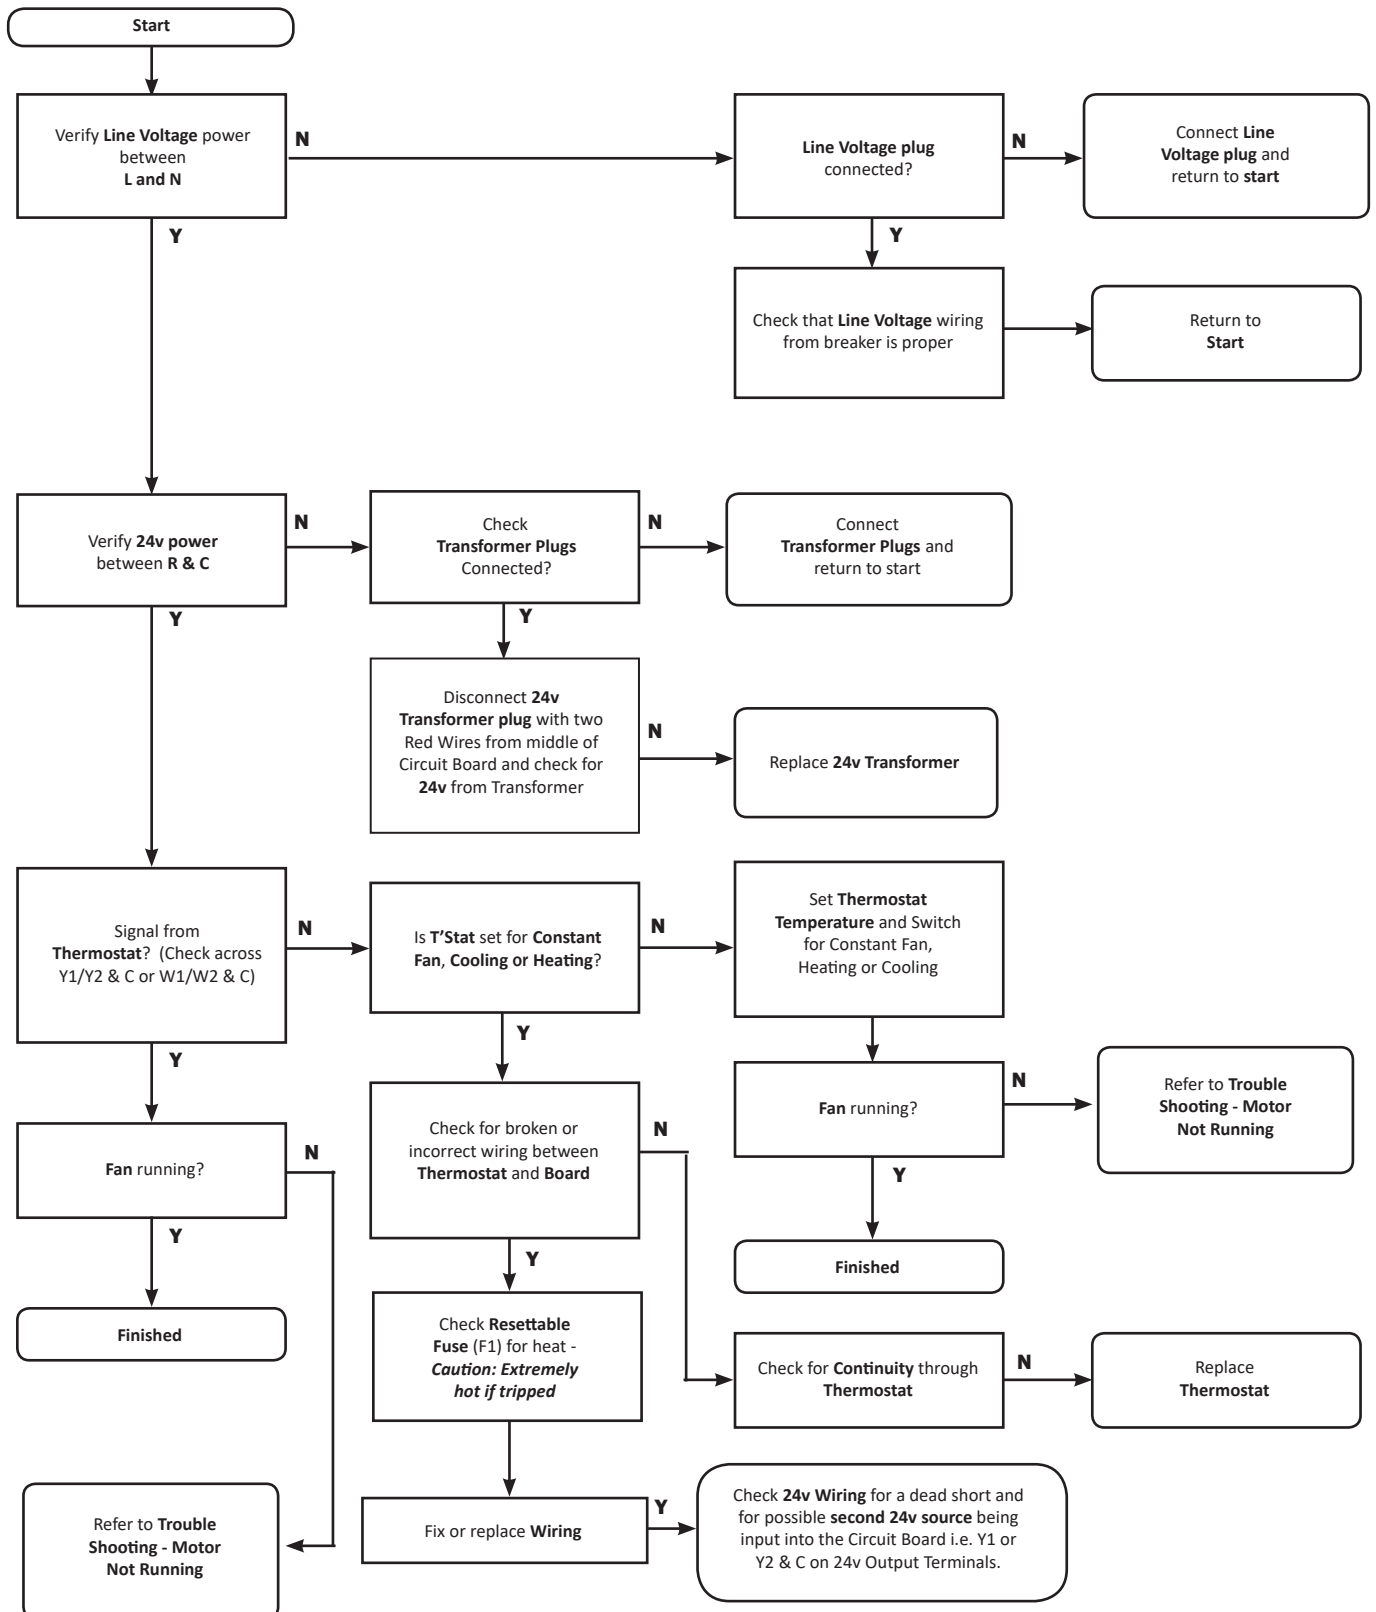 Start
Verify Line Voltage power
between
L and N
N
Line Voltage plug
connected?
N
Connect Line
Voltage plug and
return to start
Y
Y
Check that Line Voltage wiring
from breaker is proper
Return to
Start
Verify 24v power
between R & C
N
Check
Transformer Plugs
Connected?
N
Connect
Transformer Plugs and
return to start
Y
Y
Disconnect 24v
Transformer plug with two
Red Wires from middle of
Circuit Board and check for
24v from Transformer
N
Replace 24v Transformer
Signal from
Thermostat? (Check across
Y1/Y2 & C or W1/W2 & C)
N
Is T'Stat set for Constant
Fan, Cooling or Heating?
N
Set Thermostat
Temperature and Switch
for Constant Fan,
Heating or Cooling
Y
Y
Fan running?
N
Refer to Trouble
Shooting - Motor
Not Running
Y
Finished
Fan running?
N
Y
Finished
Refer to Trouble
Shooting - Motor
Not Running
Check for broken or
incorrect wiring between
Thermostat and Board
N
Y
Check Resettable
Fuse (F1) for heat -
Caution: Extremely
hot if tripped
Check for Continuity through
Thermostat
N
Replace
Thermostat
Fix or replace Wiring
Y
Check 24v Wiring for a dead short and
for possible second 24v source being
input into the Circuit Board i.e. Y1 or
Y2 & C on 24v Output Terminals.